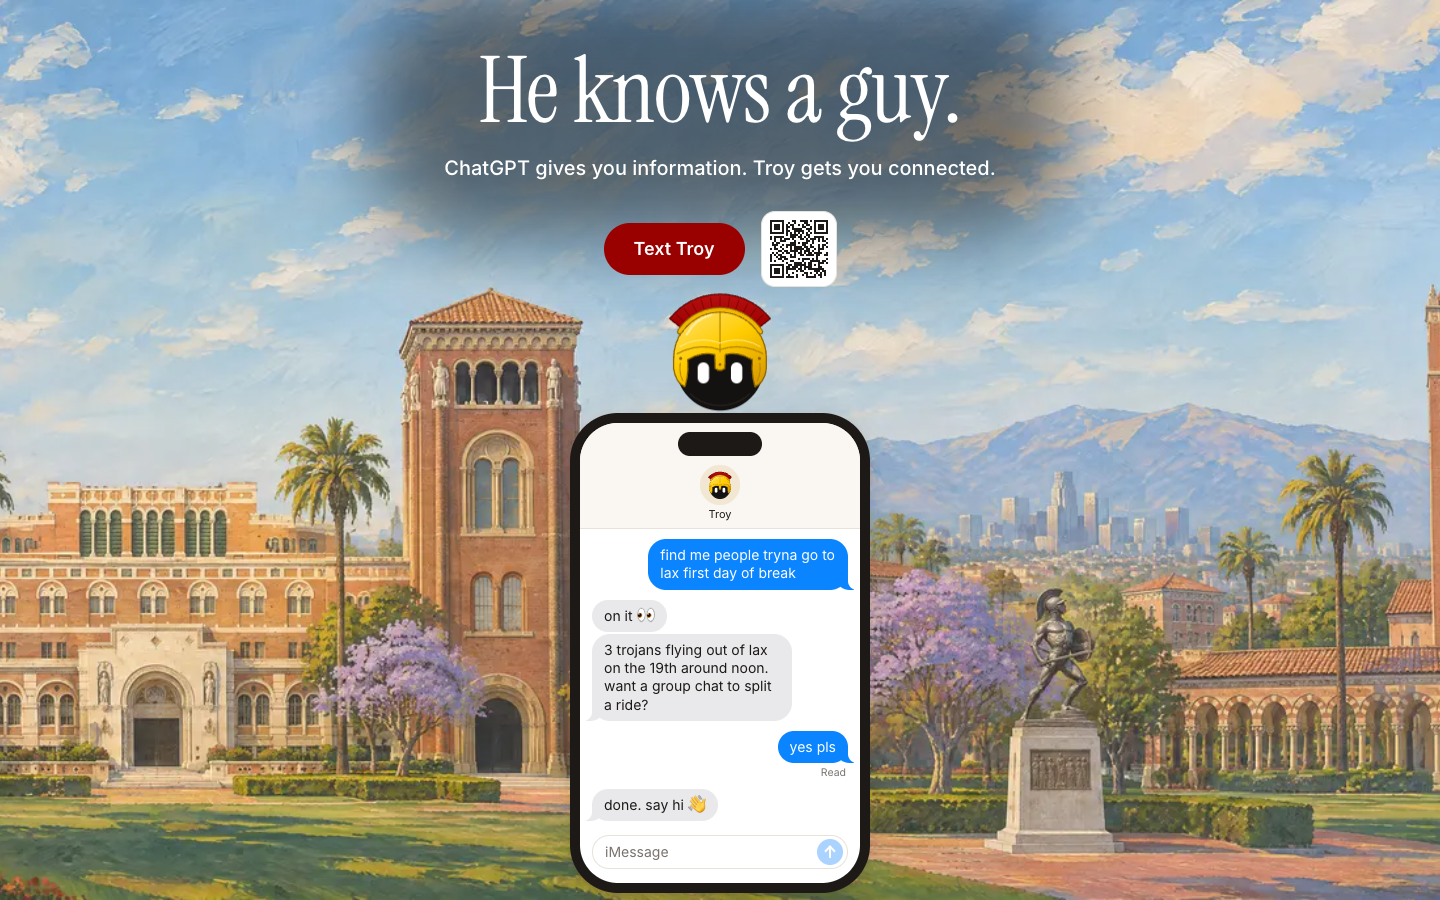 He knows a guy.
ChatGPT gives you information. Troy gets you connected.
Text Troy
Troy
find me people tryna go to
lax first day of break
on it 👀
3 trojans flying out of lax
on the 19th around noon.
want a group chat to split
a ride?
yes pls
Read
done. say hi 👋
iMessage